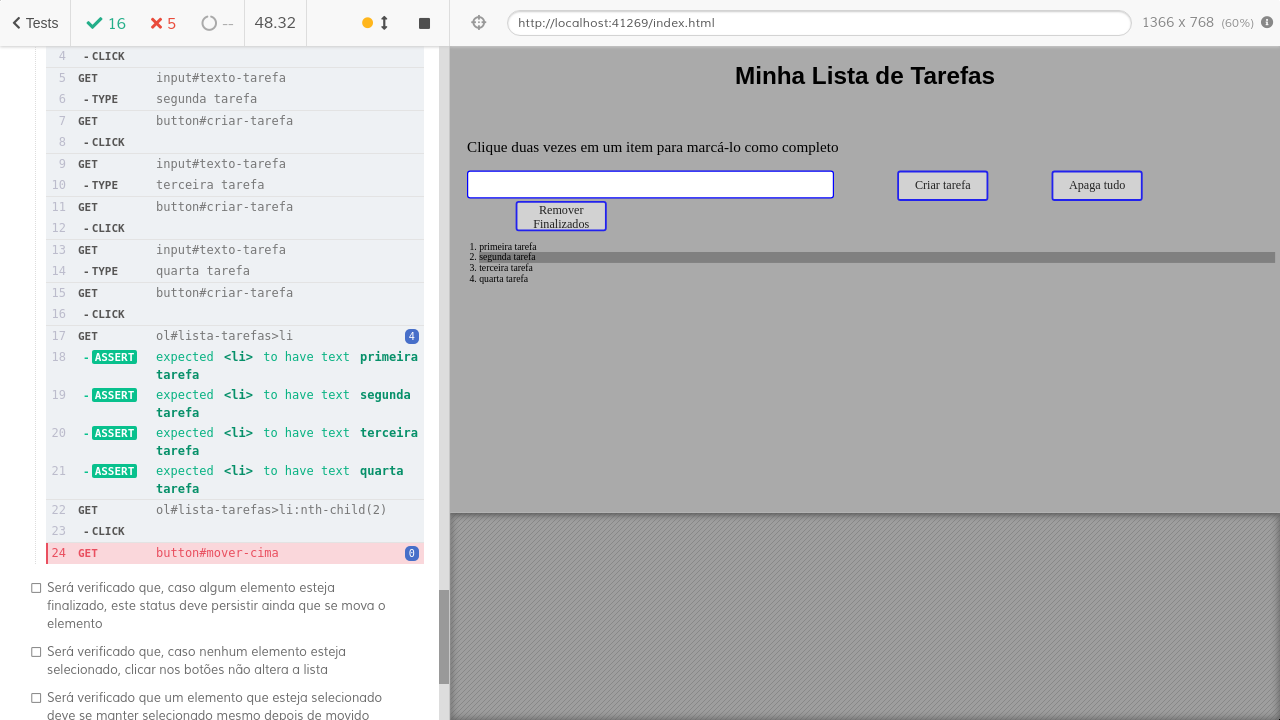 Tests 16 5 -- 48.32
http://localhost:41269/index.html 1366 x 768 (60%)
4 - CLICK
5 GET input#texto-tarefa
6 - TYPE segunda tarefa
7 GET button#criar-tarefa
8 - CLICK
9 GET input#texto-tarefa
10 - TYPE terceira tarefa
11 GET button#criar-tarefa
12 - CLICK
13 GET input#texto-tarefa
14 - TYPE quarta tarefa
15 GET button#criar-tarefa
16 - CLICK
17 GET ol#lista-tarefas>li 4
18 - ASSERT expected <li> to have text primeira
tarefa
19 - ASSERT expected <li> to have text segunda
tarefa
20 - ASSERT expected <li> to have text terceira
tarefa
21 - ASSERT expected <li> to have text quarta
tarefa
22 GET ol#lista-tarefas>li:nth-child(2)
23 - CLICK
24 GET button#mover-cima 0
Será verificado que, caso algum elemento esteja
finalizado, este status deve persistir ainda que se mova o
elemento
Será verificado que, caso nenhum elemento esteja
selecionado, clicar nos botões não altera a lista
Será verificado que um elemento que esteja selecionado
deve se manter selecionado mesmo depois de movido
Minha Lista de Tarefas
Clique duas vezes em um item para marcá-lo como completo
Criar tarefa Apaga tudo
Remover
Finalizados
1. primeira tarefa
2. segunda tarefa
3. terceira tarefa
4. quarta tarefa